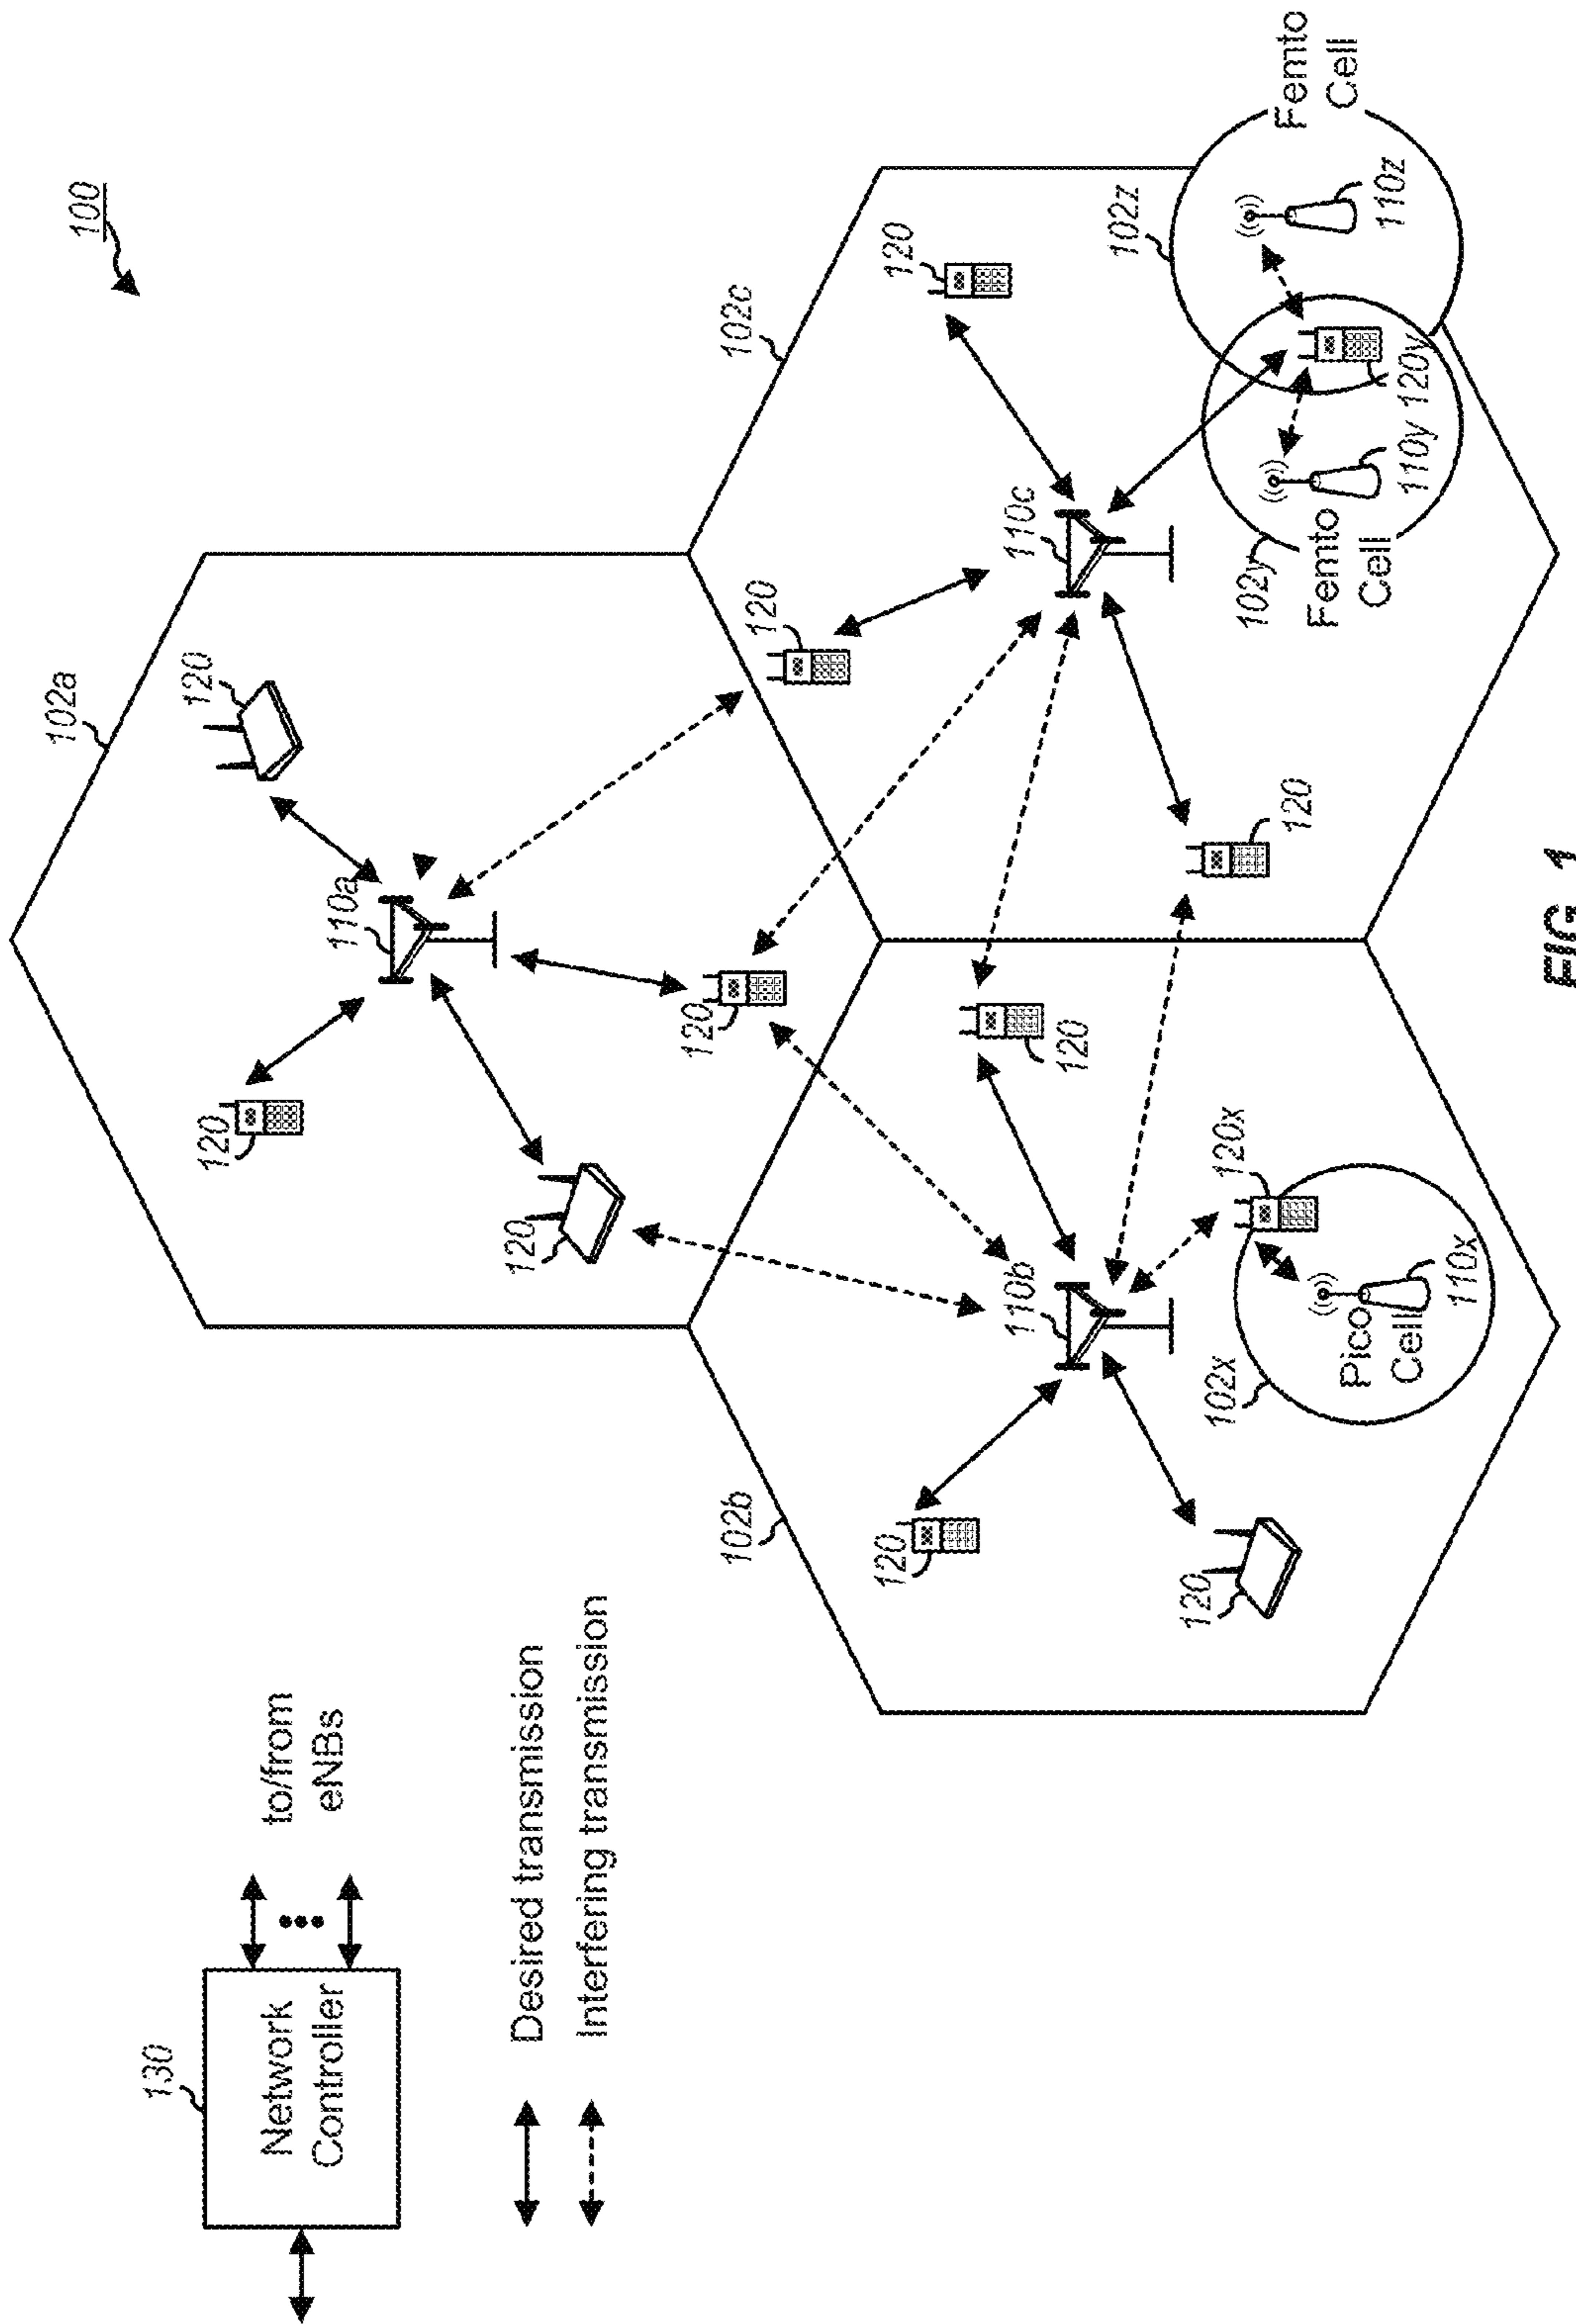 100
130
Network
Controller
to/from
eNBs
Desired transmission
Interfering transmission
102a
120
120
110a
120
120
102b
120
120
110b
120
120x
102x
Pico
Cell
110x
102c
120
120
110c
120
102y
Femto
Cell
110y
120y
102z
110z
Femto
Cell
FIG. 1